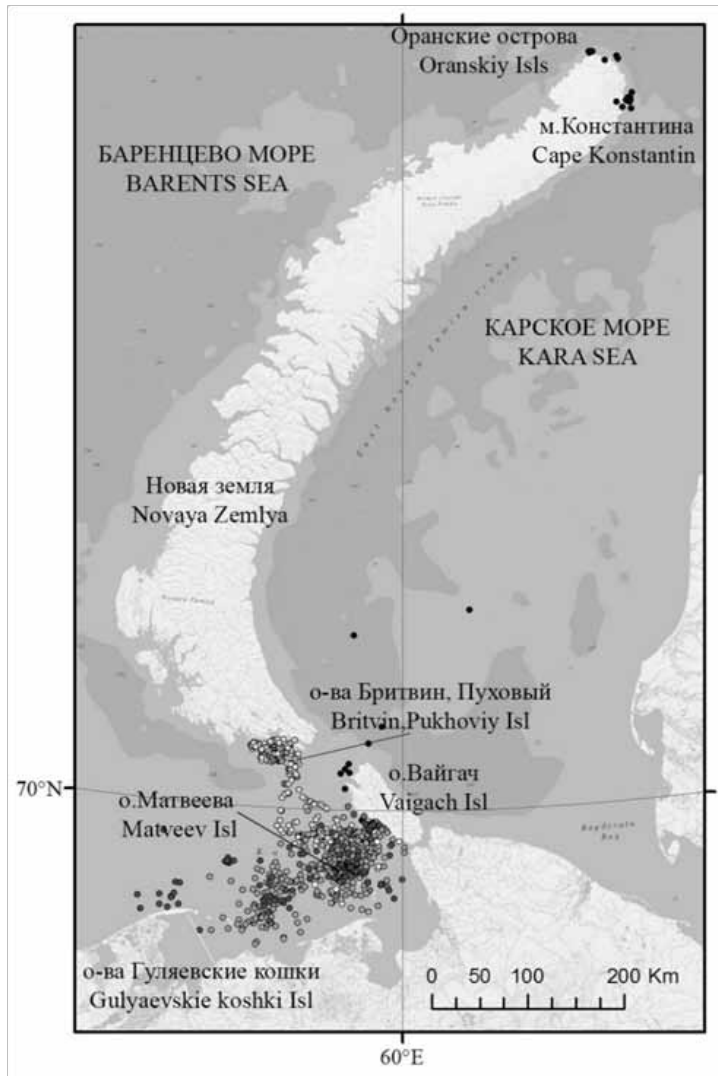 Оранские острова
Oranskiy Isls
м.Константина
Cape Konstantin
БАРЕНЦЕВО МОРЕ
BARENTS SEA
КАРСКОЕ МОРЕ
KARA SEA
Новая земля
Novaya Zemlya
о-ва Бритвин, Пуховый
Britvin,Pukhoviy Isl
70°N
о.Вайгач
Vaigach Isl
о.Матвеева
Matveev Isl
о-ва Гуляевские кошки
Gulyaevskie koshki Isl
0 50 100 200 Km
60°E